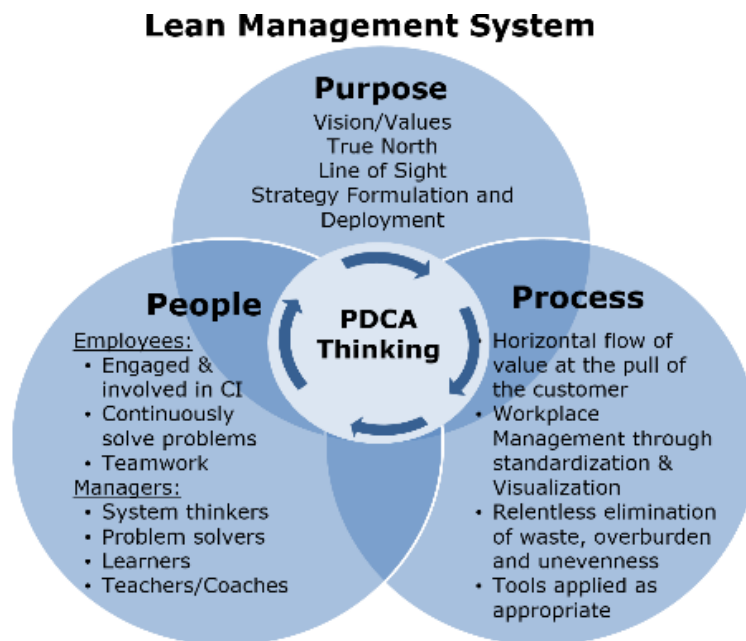 Lean Management System
Purpose
Vision/Values
True North
Line of Sight
Strategy Formulation and
Deployment
People
Employees:
• Engaged &
involved in CI
• Continuously
solve problems
• Teamwork
Managers:
• System thinkers
• Problem solvers
• Learners
• Teachers/Coaches
PDCA
Thinking
Process
• Horizontal flow of
value at the pull of
the customer
• Workplace
Management through
standardization &
Visualization
• Relentless elimination
of waste, overburden
and unevenness
• Tools applied as
appropriate